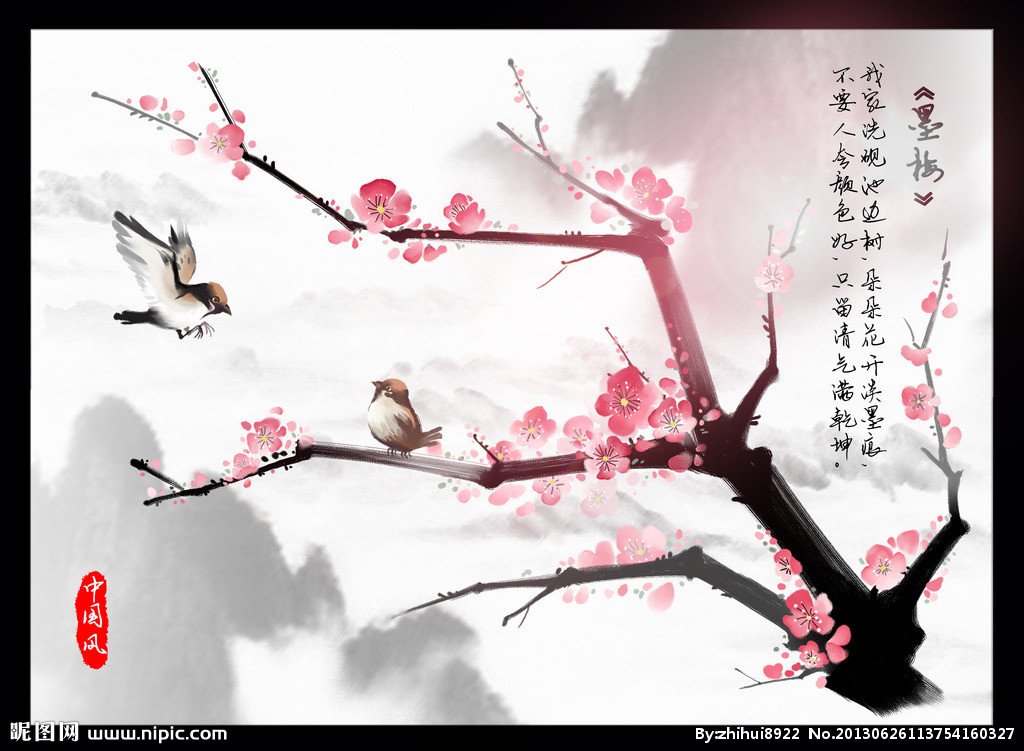 《墨梅》
我家洗砚池边树、朵朵花开淡墨痕、
不要人夸颜色好、只留清气满乾坤。
中国风
昵图网 www.nipic.com
By:zhihui8922 No.20130626113754160327